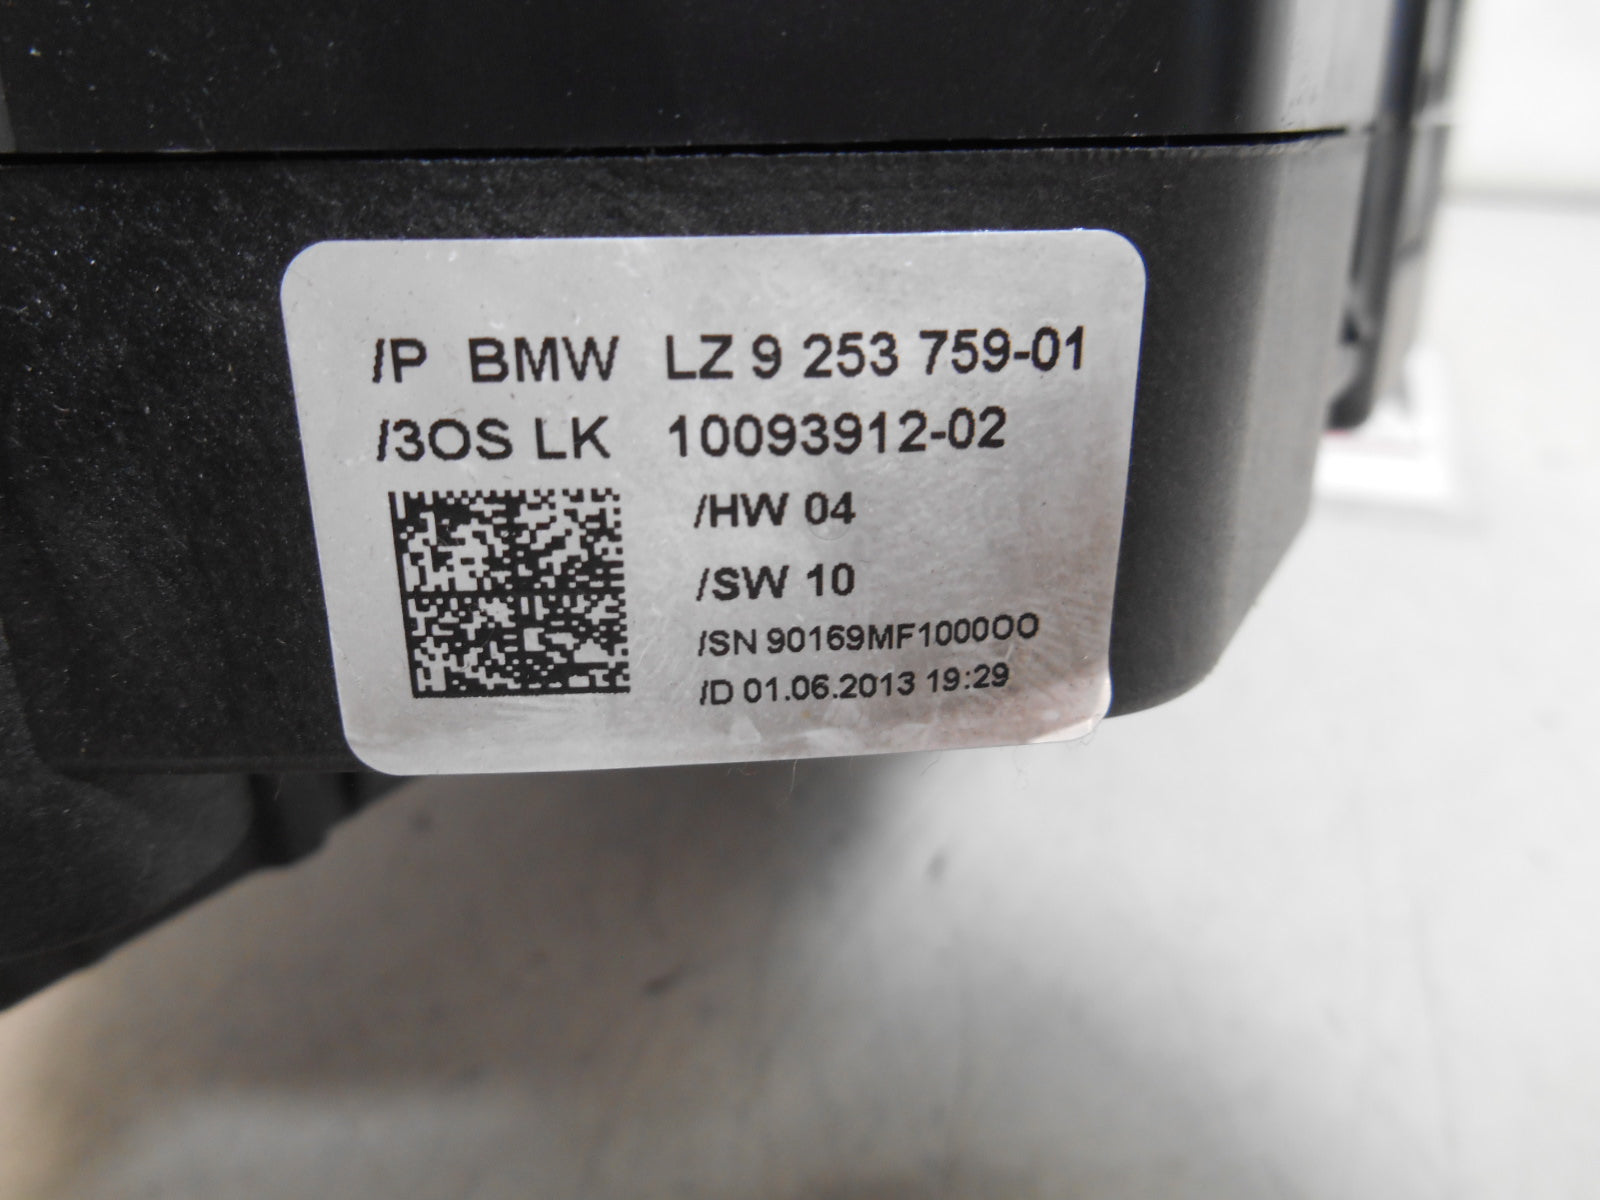 /P BMW LZ 9 253 759-01
/3OS LK 10093912-02
/HW 04
/SW 10
/SN 90169MF1000OO
/D 01.06.2013 19:29